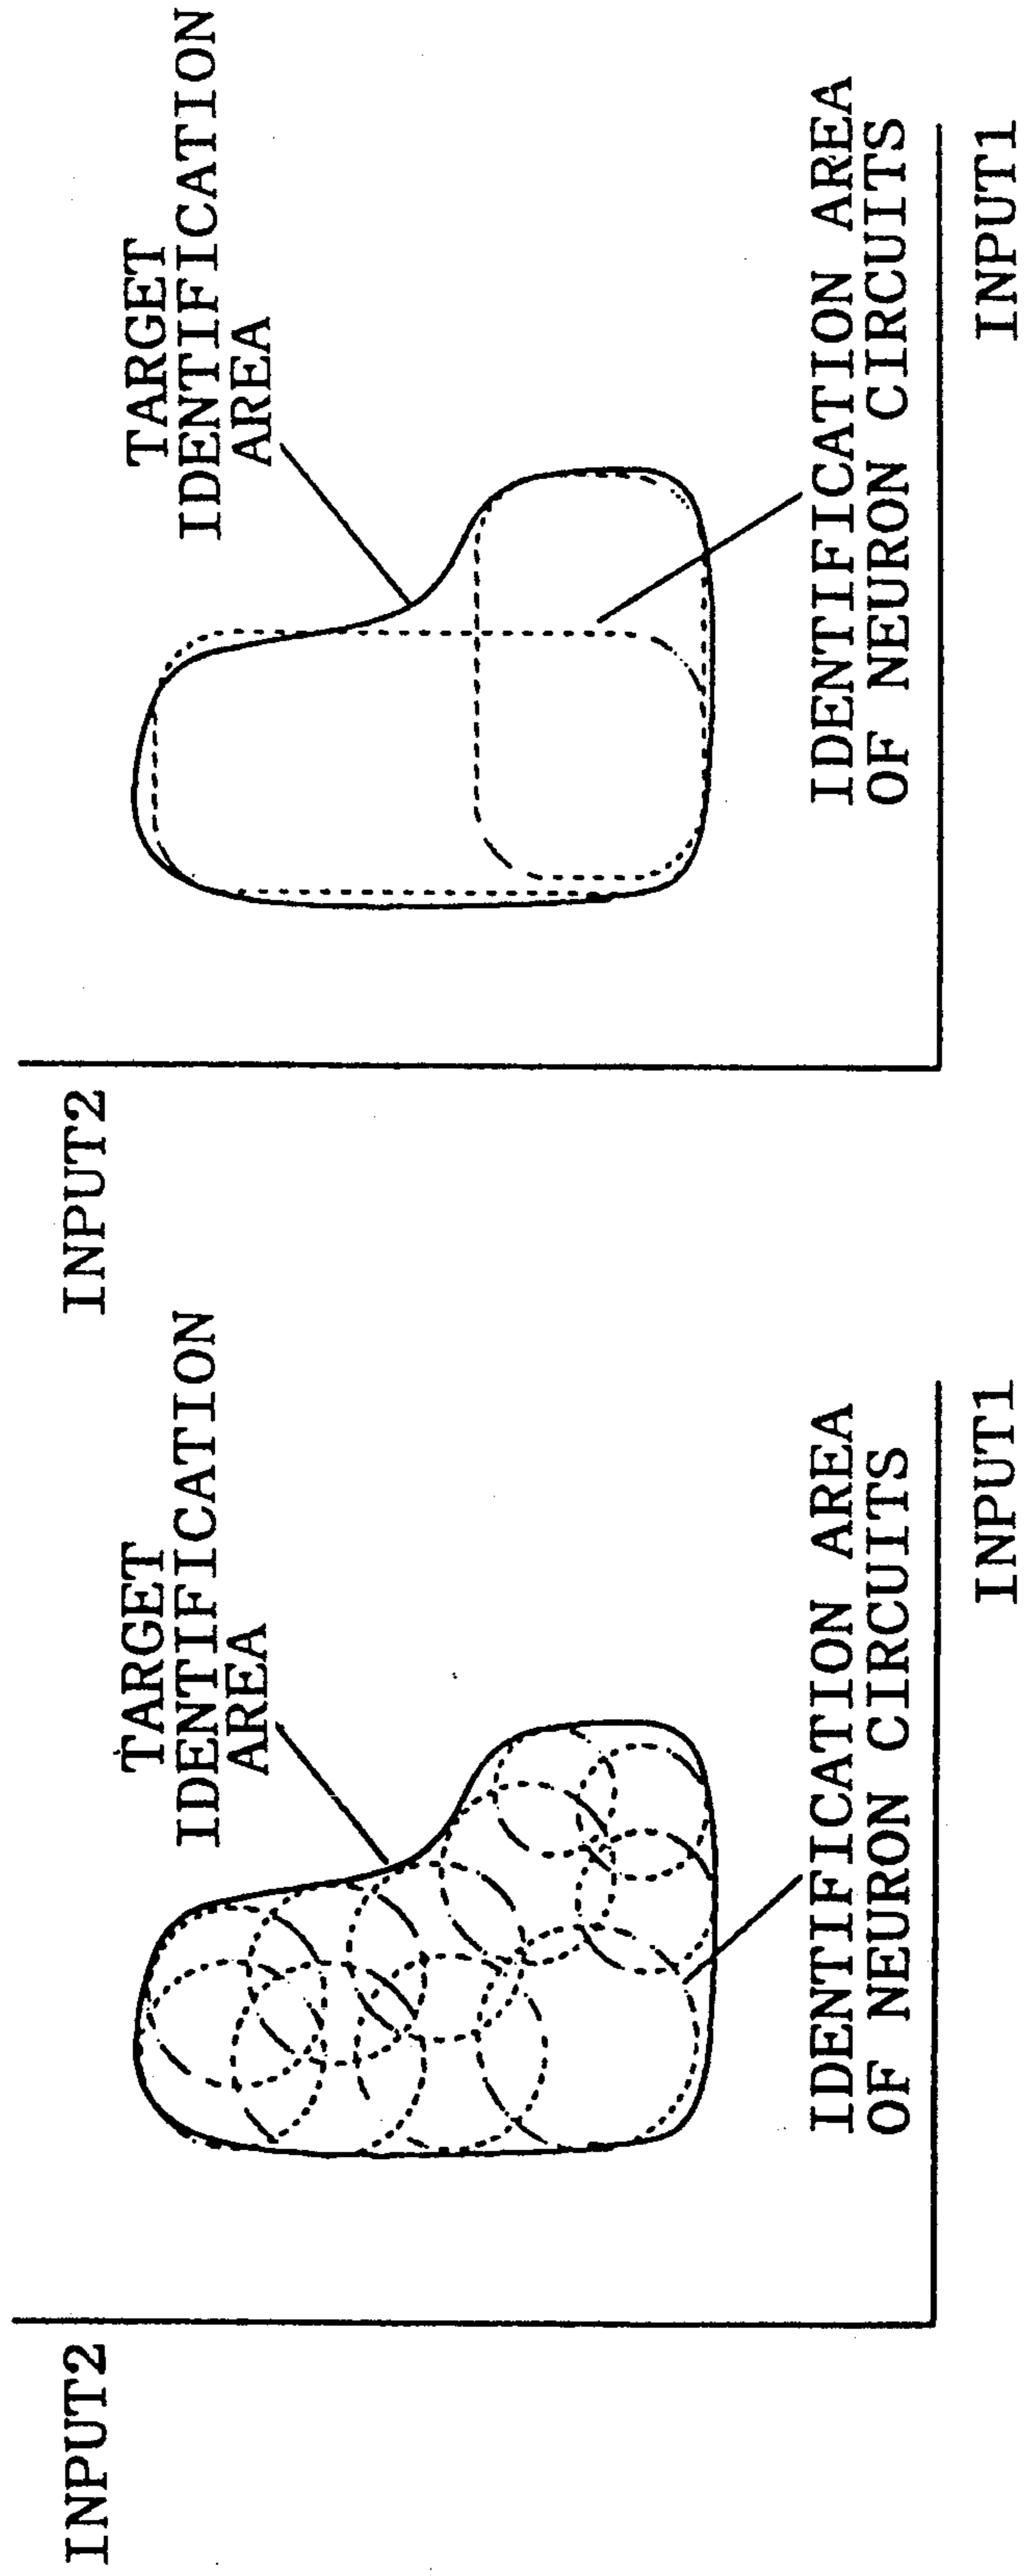 INPUT2
TARGET
IDENTIFICATION
AREA
IDENTIFICATION AREA
OF NEURON CIRCUITS
INPUT1
INPUT2
TARGET
IDENTIFICATION
AREA
IDENTIFICATION AREA
OF NEURON CIRCUITS
INPUT1